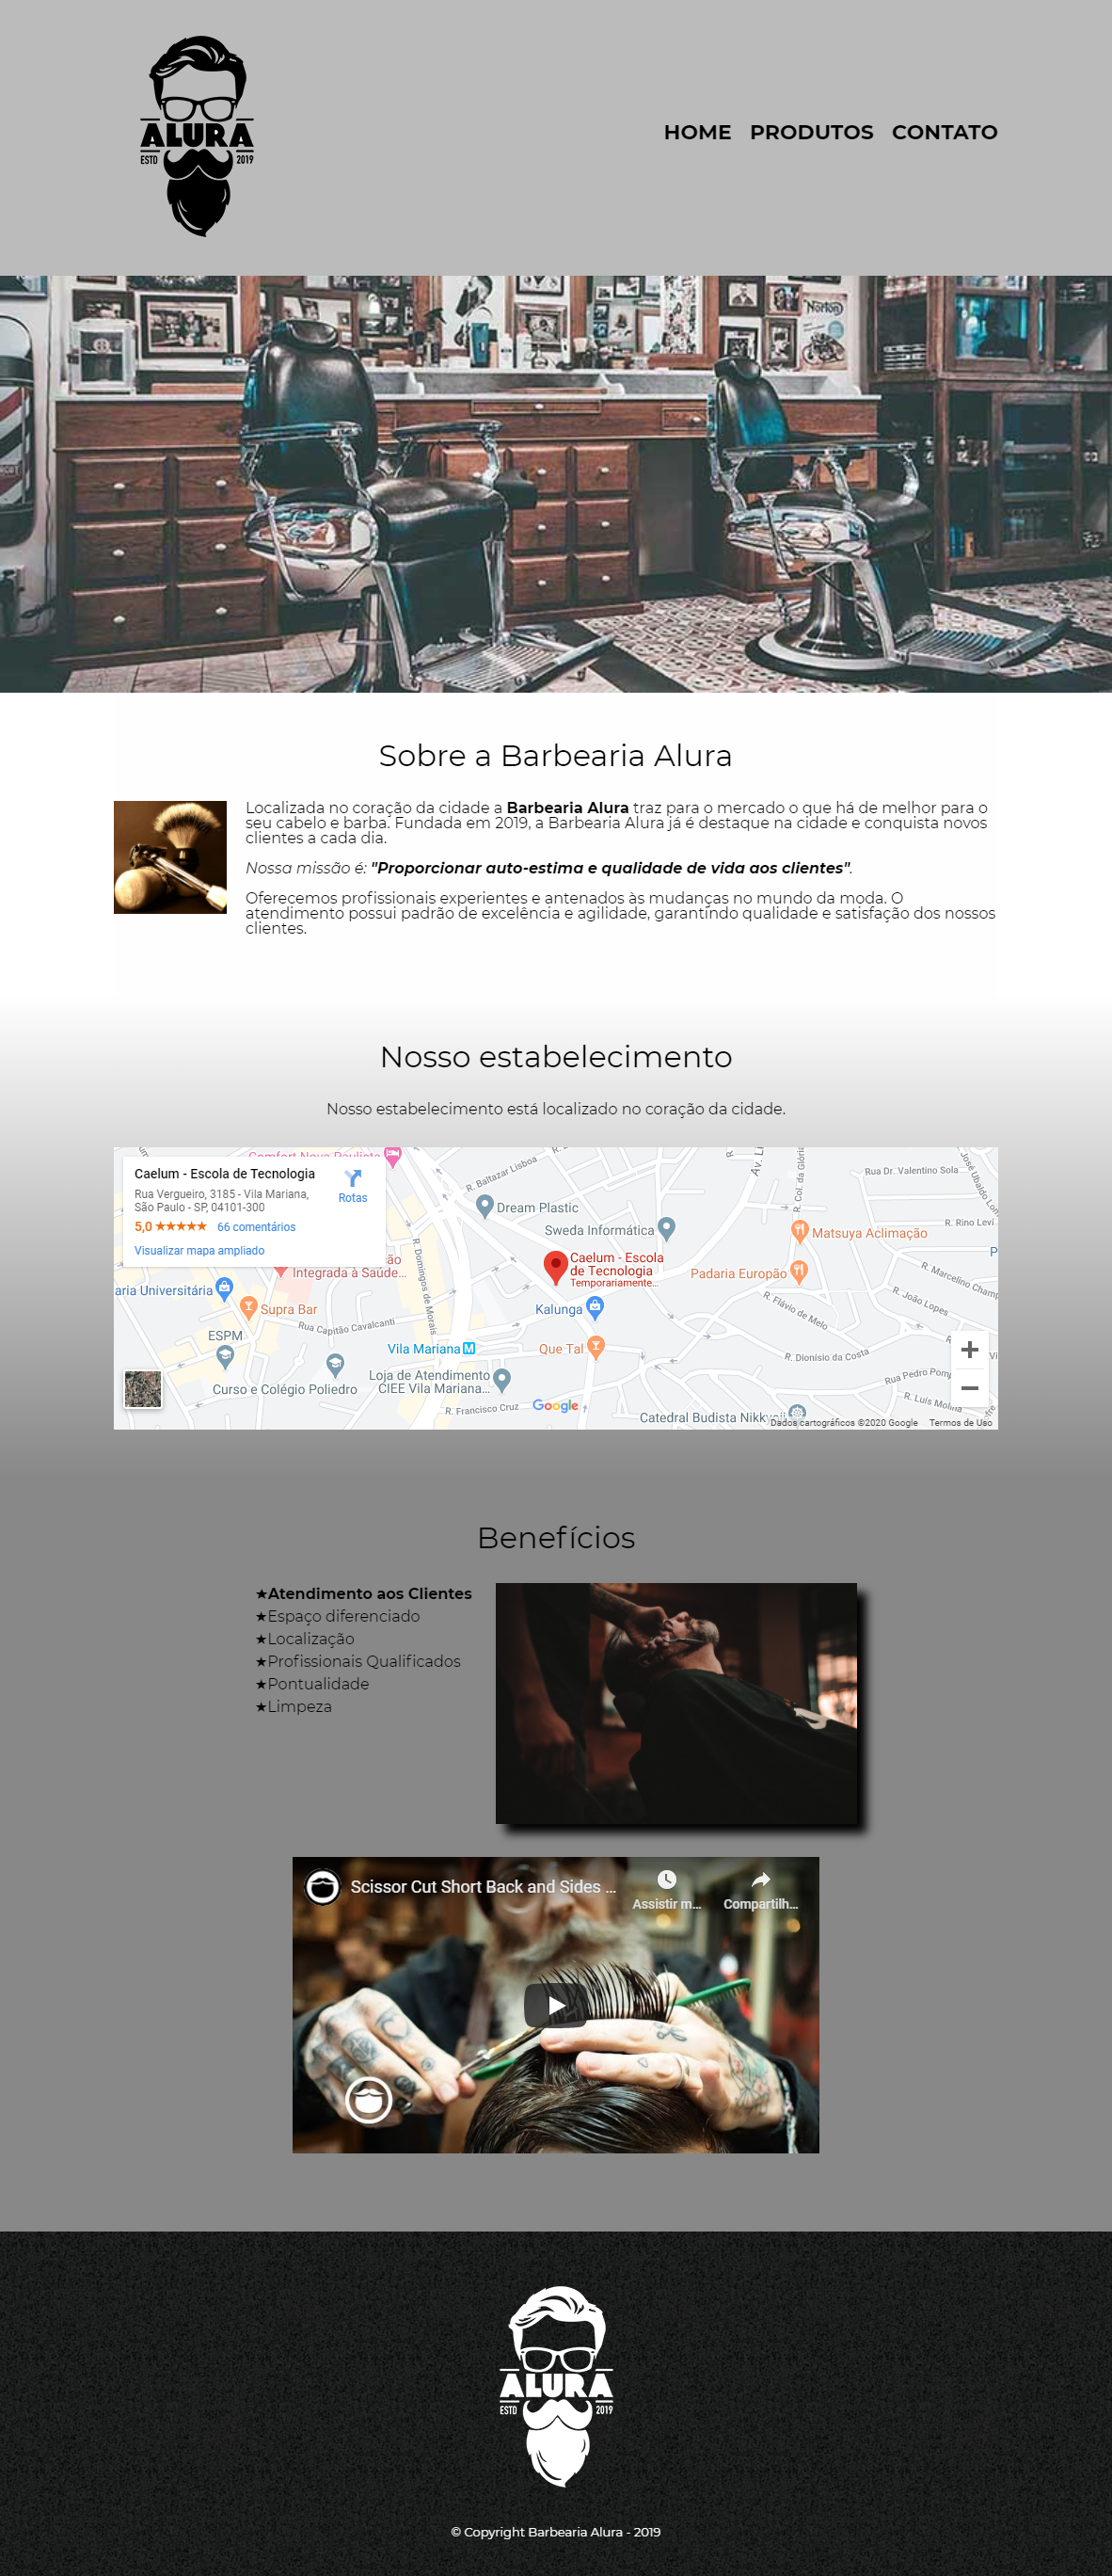 ALURA
ESTD 2019
HOME PRODUTOS CONTATO
Norton
Sobre a Barbearia Alura
Localizada no coração da cidade a Barbearia Alura traz para o mercado o que há de melhor para o
seu cabelo e barba. Fundada em 2019, a Barbearia Alura já é destaque na cidade e conquista novos
clientes a cada dia.
Nossa missão é: "Proporcionar auto-estima e qualidade de vida aos clientes".
Oferecemos profissionais experientes e antenados às mudanças no mundo da moda. O
atendimento possui padrão de excelência e agilidade, garantindo qualidade e satisfação dos nossos
clientes.
Nosso estabelecimento
Nosso estabelecimento está localizado no coração da cidade.
Caelum - Escola de Tecnologia
Rua Vergueiro, 3185 - Vila Mariana,
São Paulo - SP, 04101-300
5,0 ★★★★★ 66 comentários
Visualizar mapa ampliado
Rotas
R. Baltazar Lisboa
Av. Li
R. Col. da Glória
Rua Dr. Valentino Sola
José Ubaldo
R. Rino Levi
Dream Plastic
Sweda Informática
Matsuya Aclimação
Caelum - Escola
de Tecnologia
Temporariamente...
Padaria Europão
R. Marcelino Champ
R. João Lopes
ção
Integrada à Saúde...
R. Domingos de Morais
aria Universitária
Supra Bar
Rua Capitão Cavalcanti
Kalunga
R. Flávio de Melo
ESPM
Vila Mariana M
Que Tal
R. Dionísio da Costa
Curso e Colégio Poliedro
Loja de Atendimento
CIEE Vila Mariana...
Rua Pedro Pomp
R. Luís Molina
R. Francisco Cruz
Google
Catedral Budista Nikkyoji
Dados cartográficos ©2020 Google Termos de Uso
Benefícios
★Atendimento aos Clientes
★Espaço diferenciado
★Localização
★Profissionais Qualificados
★Pontualidade
★Limpeza
Scissor Cut Short Back and Sides ...
Assistir m...
Compartilh...
ALURA
ESTD 2019
© Copyright Barbearia Alura - 2019